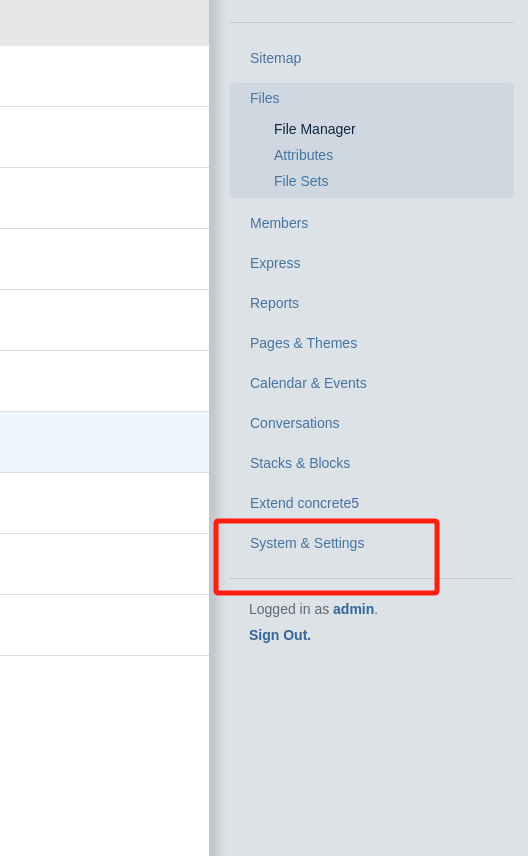 Sitemap
Files
File Manager
Attributes
File Sets
Members
Express
Reports
Pages & Themes
Calendar & Events
Conversations
Stacks & Blocks
Extend concrete5
System & Settings
Logged in as admin.
Sign Out.